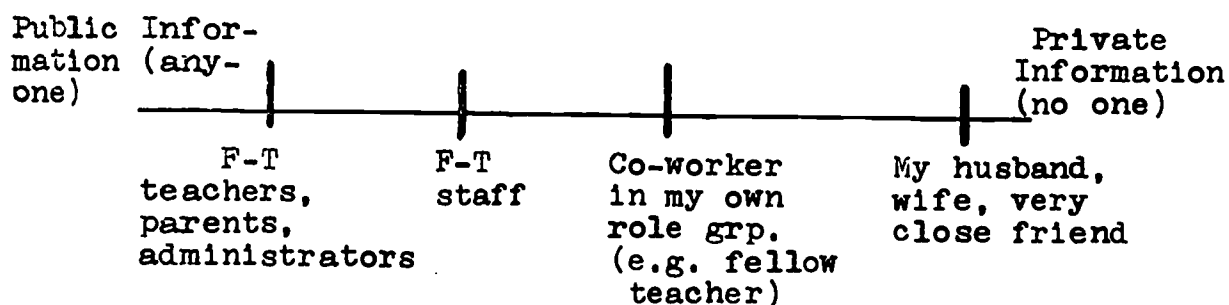 Public Infor-
mation (any-
one)
Private
Information
(no one)
F-T
teachers,
parents,
administrators
F-T
staff
Co-worker
in my own
role grp.
(e.g. fellow
teacher)
My husband,
wife, very
close friend